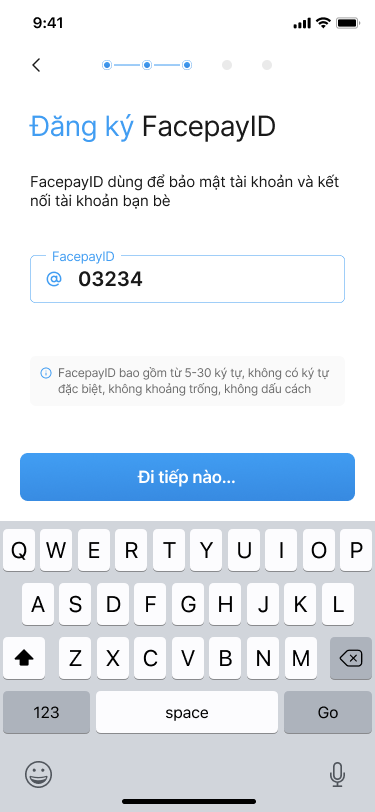 9:41
Đăng ký FacepayID
FacepayID dùng để bảo mật tài khoản và kết
nối tài khoản bạn bè
FacepayID
@ 03234
FacepayID bao gồm từ 5-30 ký tự, không có ký tự
đặc biệt, không khoảng trống, không dấu cách
Đi tiếp nào...
Q W E R T Y U I O P
A S D F G H J K L
Z X C V B N M
123 space Go